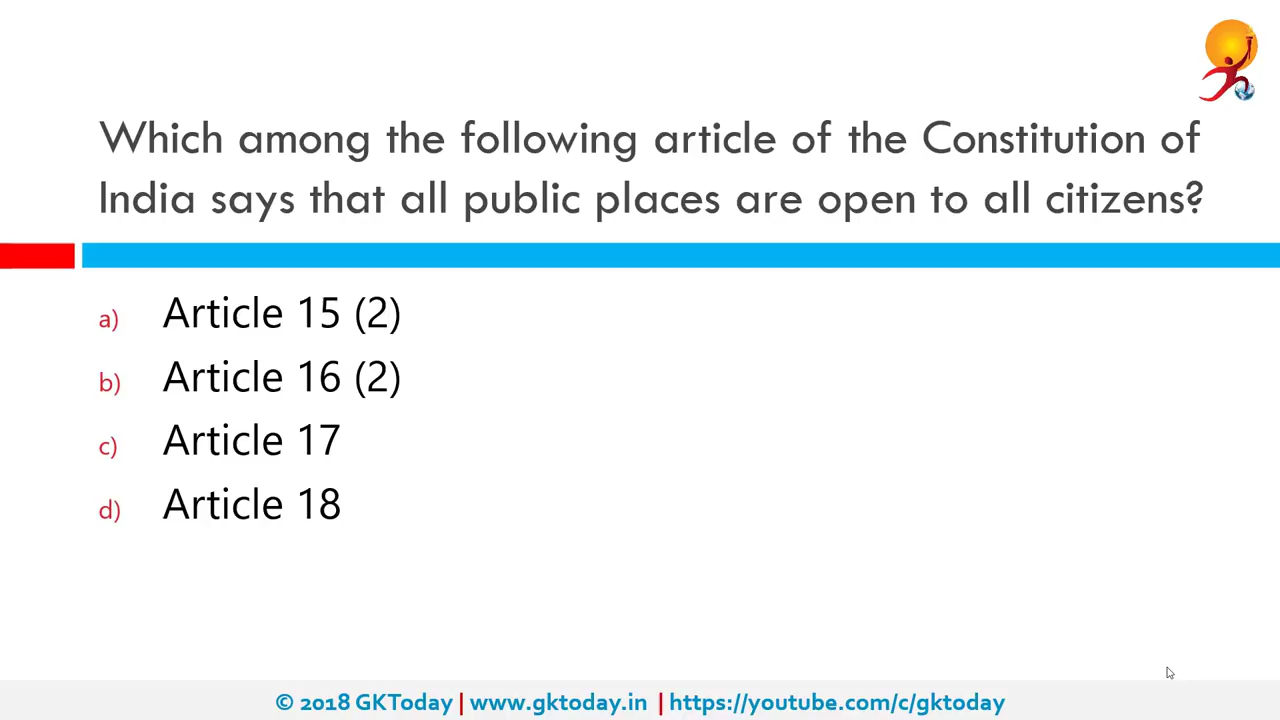 Which among the following article of the Constitution of
India says that all public places are open to all citizens?
a) Article 15 (2)
b) Article 16 (2)
c) Article 17
d) Article 18
© 2018 GKToday | www.gktoday.in | https://youtube.com/c/gktoday